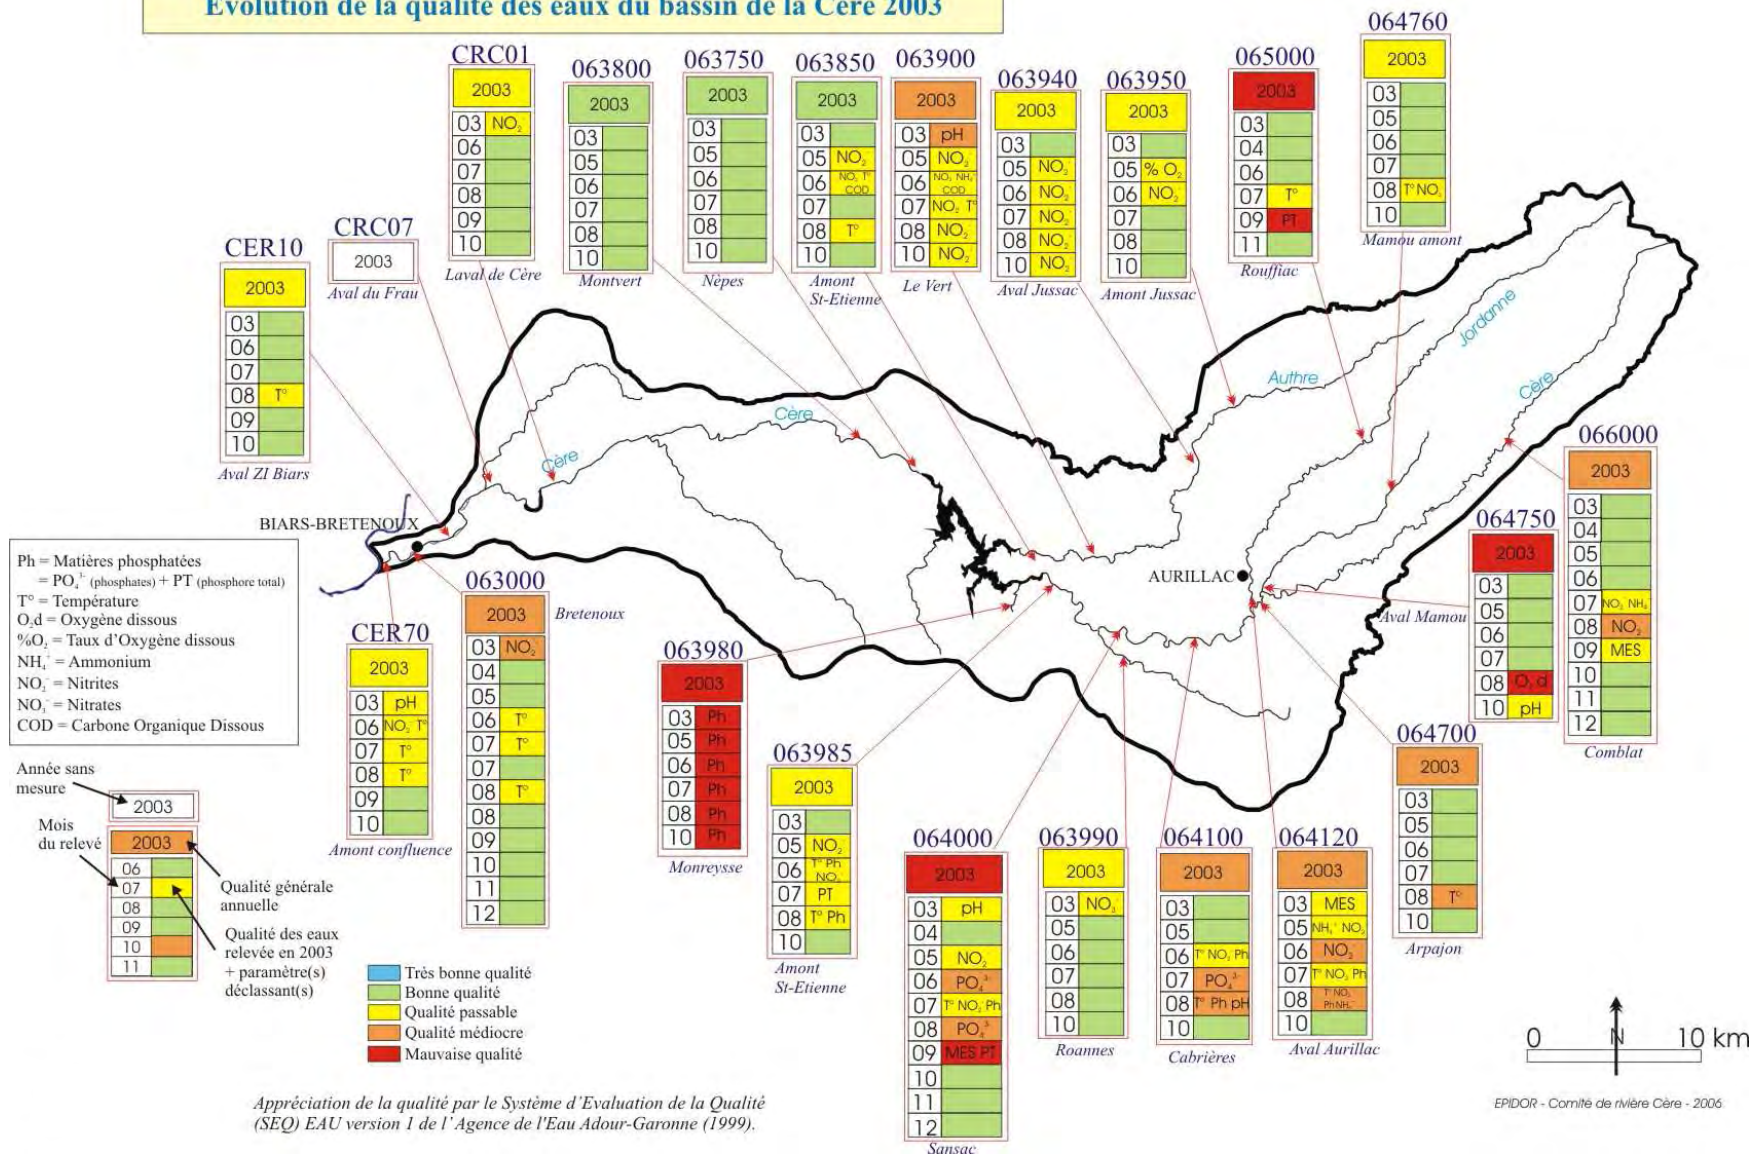 Evolution de la qualité des eaux du bassin de la Cère 2003
CER10
2003
03
06
07
08 T°
09
10
Aval ZI Biars
CRC07
2003
Aval du Frau
CRC01
2003
03 NO₂⁻
06
07
08
09
10
Laval de Cère
063800
2003
03
05
06
07
08
10
Montvert
063750
2003
03
05
06
07
08
10
Nèpes
063850
2003
03
05 NO₂⁻
06 NO₂⁻ T°
COD
07
08 T°
10
Amont
St-Etienne
063900
2003
03 pH
05 NO₂⁻
06 NO₂⁻ NH₄⁺
COD
07 NO₂⁻ T°
08 NO₂⁻
10 NO₂⁻
Le Vert
063940
2003
03
05 NO₂⁻
06 NO₂⁻
07 NO₂⁻
08 NO₂⁻
10 NO₂⁻
Aval Jussac
063950
2003
03
05 % O₂
06 NO₂⁻
07
08
10
Amont Jussac
065000
2003
03
04
06
07 T°
09 PT
11
Rouffiac
064760
2003
03
05
06
07
08 T° NO₂⁻
10
Mamou amont
Jordanne
Authre
Cère
Cère
Cère
BIARS-BRETENOUX
AURILLAC
066000
2003
03
04
05
06
07 NO₂⁻ NH₄⁺
08 NO₂⁻
09 MES
10
11
12
Comblat
064750
2003
03
05
06
07
08 O₂ d
10 pH
Aval Mamou
064700
2003
03
05
06
07
08 T°
10
Arpajon
Ph = Matières phosphatées
= PO₄³⁻ (phosphates) + PT (phosphore total)
T° = Température
O₂d = Oxygène dissous
%O₂ = Taux d'Oxygène dissous
NH₄⁺ = Ammonium
NO₂⁻ = Nitrites
NO₃⁻ = Nitrates
COD = Carbone Organique Dissous
CER70
2003
03 pH
06 NO₂⁻ T°
07 T°
08 T°
09
10
Amont confluence
063000
Bretenoux
2003
03 NO₂⁻
04
05
06 T°
07 T°
07
08 T°
08
09
10
11
12
063980
2003
03 Ph
05 Ph
06 Ph
07 Ph
08 Ph
10 Ph
Monreysse
063985
2003
03
05 NO₂⁻
06 T° Ph
NO₂⁻
07 PT
08 T° Ph
10
Amont
St-Etienne
064000
2003
03 pH
04
05 NO₂⁻
06 PO₄³⁻
07 T° NO₂⁻ Ph
08 PO₄³⁻
09 MES PT
10
11
12
Sansac
063990
2003
03 NO₃⁻
05
06
07
08
10
Roannes
064100
2003
03
05
06 T° NO₂⁻ Ph
07 PO₄³⁻
08 T° Ph pH
10
Cabrières
064120
2003
03 MES
05 NH₄⁺ NO₂⁻
06 NO₂⁻
07 T° NO₂⁻ Ph
08 T° NO₂⁻
Ph NH₄⁺
10
Aval Aurillac
Année sans
mesure
2003
Mois
du relevé
2003
06
07
08
09
10
11
Qualité générale
annuelle
Qualité des eaux
relevée en 2003
+ paramètre(s)
déclassant(s)
Très bonne qualité
Bonne qualité
Qualité passable
Qualité médiocre
Mauvaise qualité
Appréciation de la qualité par le Système d'Evaluation de la Qualité
(SEQ) EAU version 1 de l'Agence de l'Eau Adour-Garonne (1999).
0 N 10 km
EPIDOR - Comité de rivière Cère - 2006